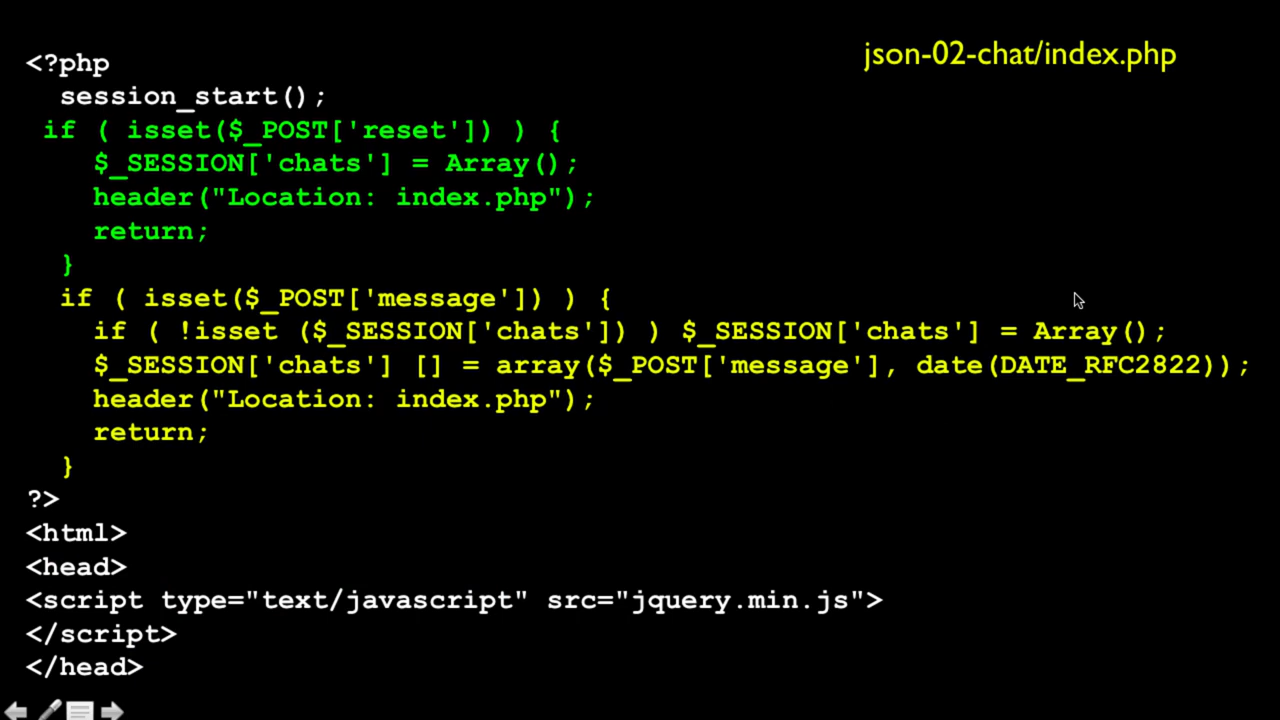 json-02-chat/index.php
<?php
session_start();
if ( isset($_POST['reset']) ) {
$_SESSION['chats'] = Array();
header("Location: index.php");
return;
}
if ( isset($_POST['message']) ) {
if ( !isset ($_SESSION['chats']) ) $_SESSION['chats'] = Array();
$_SESSION['chats'] [] = array($_POST['message'], date(DATE_RFC2822));
header("Location: index.php");
return;
}
?>
<html>
<head>
<script type="text/javascript" src="jquery.min.js">
</script>
</head>